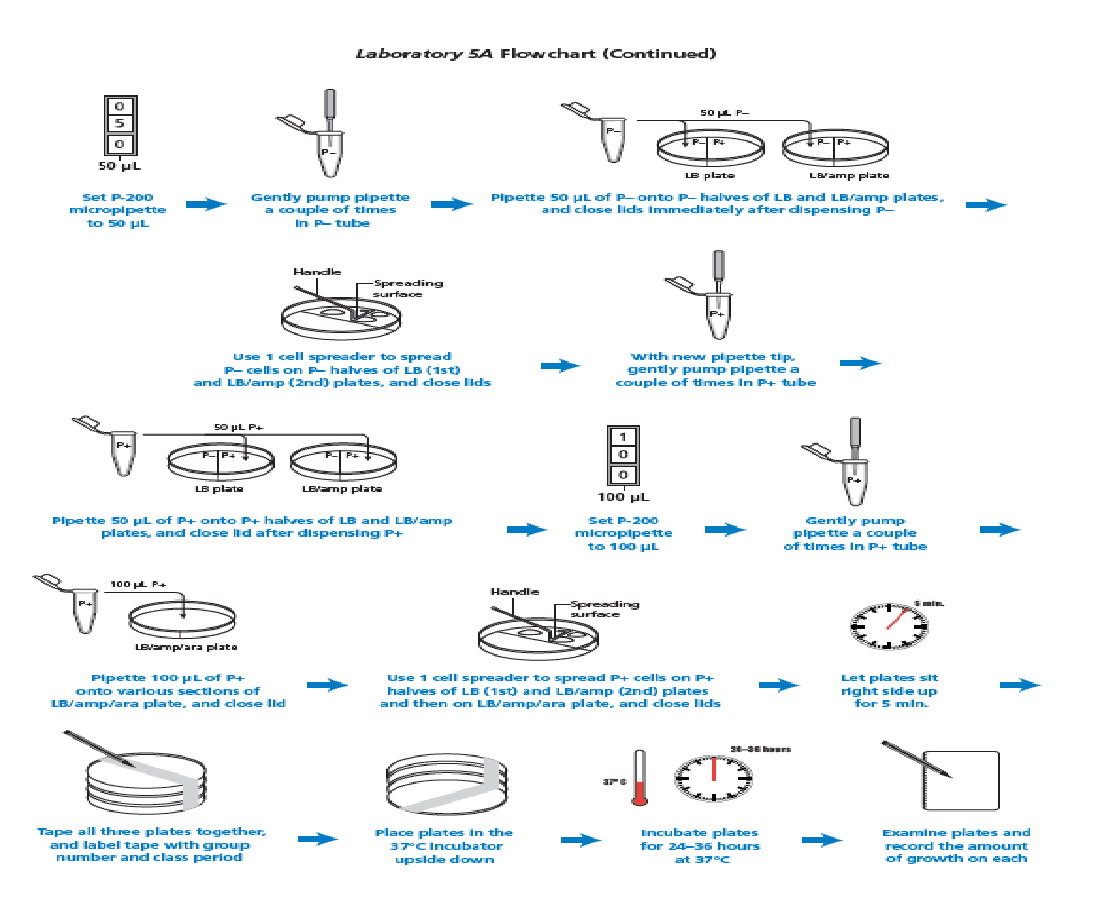 Laboratory 5A Flowchart (Continued)
0
5
0
50 µL
P–
50 µL P–
P–
P– P+
P– P+
LB plate
LB/amp plate
Set P-200
micropipette
to 50 µL
Gently pump pipette
a couple of times
in P– tube
Pipette 50 µL of P– onto P– halves of LB and LB/amp plates,
and close lids immediately after dispensing P–
Handle
Spreading
surface
P+
Use 1 cell spreader to spread
P– cells on P– halves of LB (1st)
and LB/amp (2nd) plates, and close lids
With new pipette tip,
gently pump pipette a
couple of times in P+ tube
50 µL P+
P+
P– P+
P– P+
LB plate
LB/amp plate
1
0
0
100 µL
P+
Pipette 50 µL of P+ onto P+ halves of LB and LB/amp
plates, and close lid after dispensing P+
Set P-200
micropipette
to 100 µL
Gently pump
pipette a couple
of times in P+ tube
100 µL P+
P+
LB/amp/ara plate
Handle
Spreading
surface
5 min.
Pipette 100 µL of P+
onto various sections of
LB/amp/ara plate, and close lid
Use 1 cell spreader to spread P+ cells on P+
halves of LB (1st) and LB/amp (2nd) plates
and then on LB/amp/ara plate, and close lids
Let plates sit
right side up
for 5 min.
37° C
24–36 hours
Tape all three plates together,
and label tape with group
number and class period
Place plates in the
37°C incubator
upside down
Incubate plates
for 24–36 hours
at 37°C
Examine plates and
record the amount
of growth on each